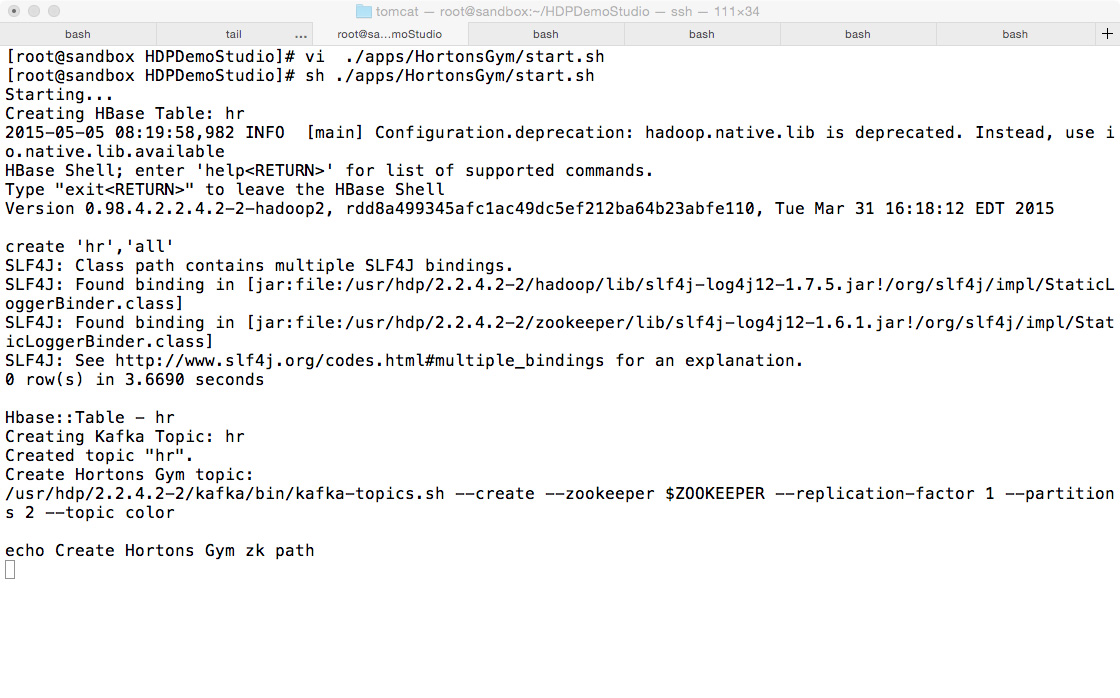 tomcat — root@sandbox:~/HDPDemoStudio — ssh — 111×34
bash tail ... root@sa...moStudio bash bash bash bash +
[root@sandbox HDPDemoStudio]# vi  ./apps/HortonsGym/start.sh
[root@sandbox HDPDemoStudio]# sh ./apps/HortonsGym/start.sh
Starting...
Creating HBase Table: hr
2015-05-05 08:19:58,982 INFO  [main] Configuration.deprecation: hadoop.native.lib is deprecated. Instead, use i
o.native.lib.available
HBase Shell; enter 'help<RETURN>' for list of supported commands.
Type "exit<RETURN>" to leave the HBase Shell
Version 0.98.4.2.2.4.2-2-hadoop2, rdd8a499345afc1ac49dc5ef212ba64b23abfe110, Tue Mar 31 16:18:12 EDT 2015

create 'hr','all'
SLF4J: Class path contains multiple SLF4J bindings.
SLF4J: Found binding in [jar:file:/usr/hdp/2.2.4.2-2/hadoop/lib/slf4j-log4j12-1.7.5.jar!/org/slf4j/impl/StaticL
oggerBinder.class]
SLF4J: Found binding in [jar:file:/usr/hdp/2.2.4.2-2/zookeeper/lib/slf4j-log4j12-1.6.1.jar!/org/slf4j/impl/Stat
icLoggerBinder.class]
SLF4J: See http://www.slf4j.org/codes.html#multiple_bindings for an explanation.
0 row(s) in 3.6690 seconds

Hbase::Table - hr
Creating Kafka Topic: hr
Created topic "hr".
Create Hortons Gym topic:
/usr/hdp/2.2.4.2-2/kafka/bin/kafka-topics.sh --create --zookeeper $ZOOKEEPER --replication-factor 1 --partition
s 2 --topic color

echo Create Hortons Gym zk path